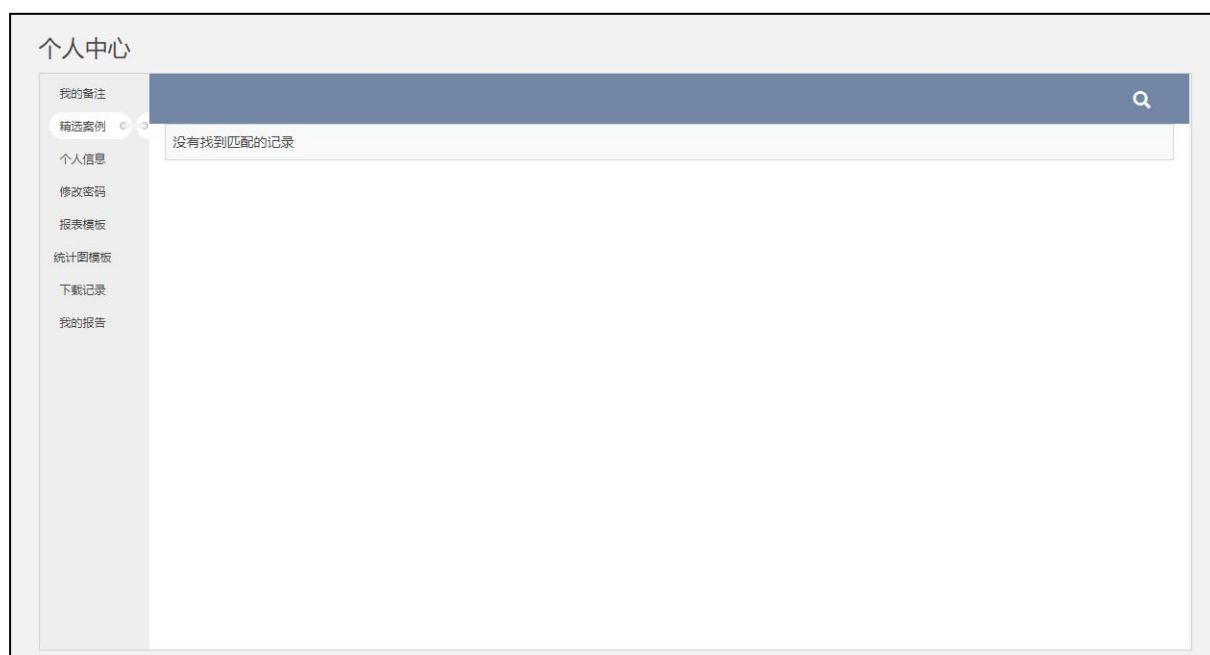 个人中心
我的备注
精选案例
没有找到匹配的记录
个人信息
修改密码
报表模板
统计图模板
下载记录
我的报告